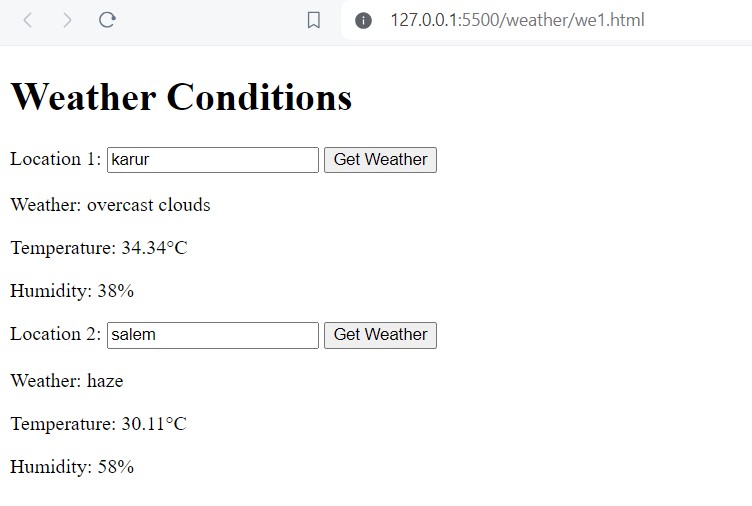 127.0.0.1:5500/weather/we1.html
Weather Conditions
Location 1: karur Get Weather
Weather: overcast clouds
Temperature: 34.34°C
Humidity: 38%
Location 2: salem Get Weather
Weather: haze
Temperature: 30.11°C
Humidity: 58%